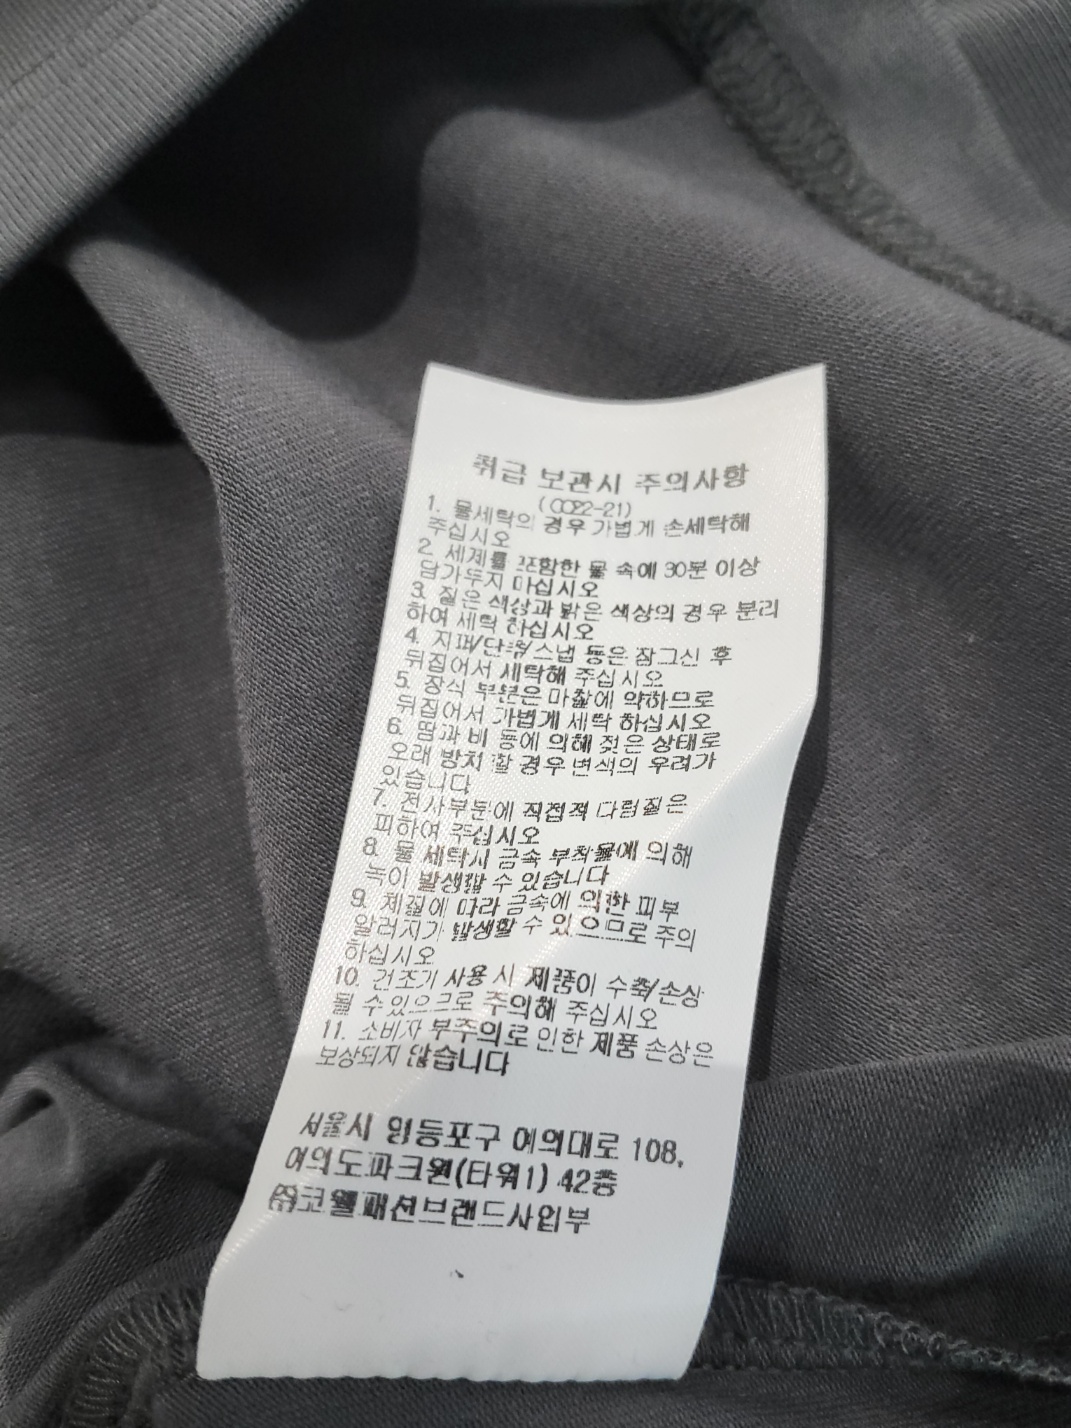 취급 보관시 주의사항
(0022-21)
1. 물세탁의 경우 가볍게 손세탁해
주십시오
2. 세제를 포함한 물 속에 30분 이상
담가두지 마십시오
3. 짙은 색상과 밝은 색상의 경우 분리
하여 세탁 하십시오
4. 지퍼/단추/스냅 등은 잠그신 후
뒤집어서 세탁해 주십시오
5. 장식 부분은 마찰에 약하므로
뒤집어서 가볍게 세탁 하십시오
6. 땀과 비 등에 의해 젖은 상태로
오래 방치 할 경우 변색의 우려가
있습니다
7. 전사부분에 직접적 다림질은
피하여 주십시오
8. 물 세탁시 금속 부착물에 의해
녹이 발생할 수 있습니다
9. 체질에 따라 금속에 의한 피부
알러지가 발생할 수 있으므로 주의
하십시오
10. 건조기 사용 시 제품이 수축/손상
될 수 있으므로 주의해 주십시오
11. 소비자 부주의로 인한 제품 손상은
보상되지 않습니다
서울시 영등포구 여의대로 108,
여의도파크원(타워1) 42층
㈜코웰패션브랜드사업부